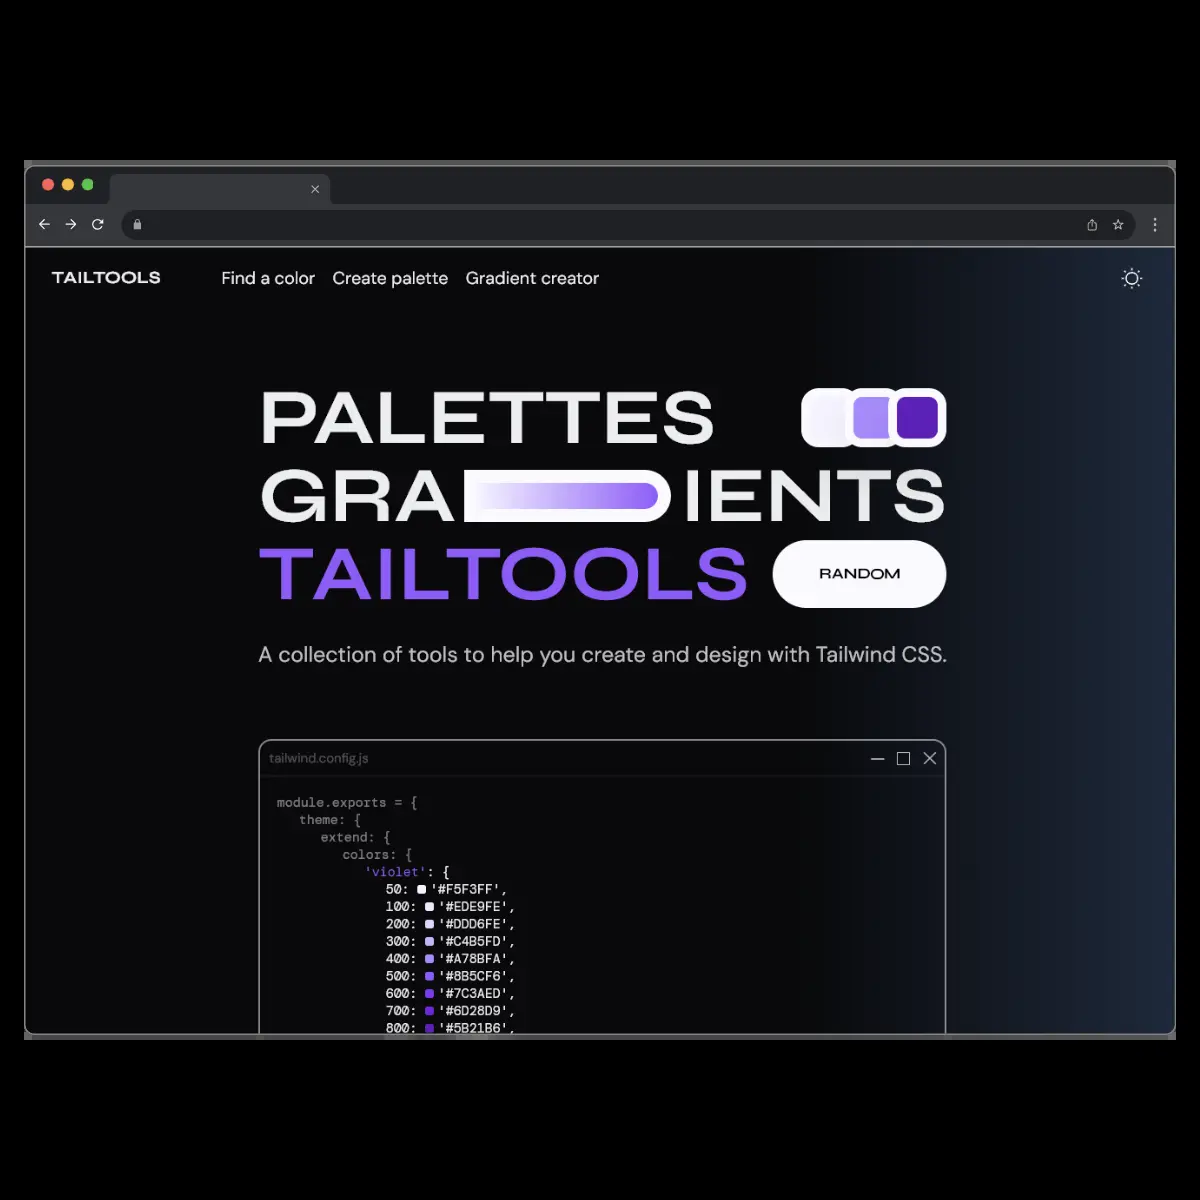 TAILTOOLS Find a color Create palette Gradient creator
PALETTES
GRADIENTS
TAILTOOLS RANDOM
A collection of tools to help you create and design with Tailwind CSS.
tailwind.config.js
module.exports = {
theme: {
extend: {
colors: {
'violet': {
50: '#F5F3FF',
100: '#EDE9FE',
200: '#DDD6FE',
300: '#C4B5FD',
400: '#A78BFA',
500: '#8B5CF6',
600: '#7C3AED',
700: '#6D28D9',
800: '#5B21B6',